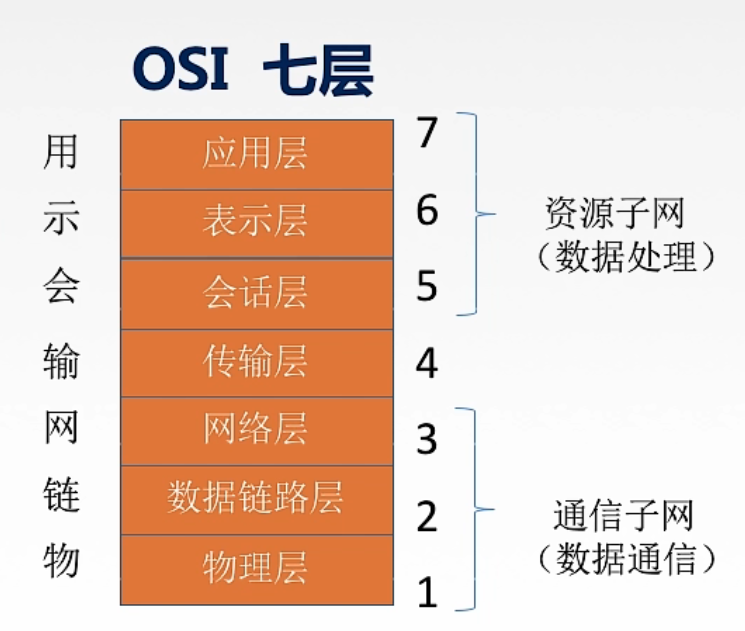 OSI 七层
用 应用层 7
示 表示层 6
会 会话层 5
输 传输层 4
网 网络层 3
链 数据链路层 2
物 物理层 1
资源子网
（数据处理）
通信子网
（数据通信）